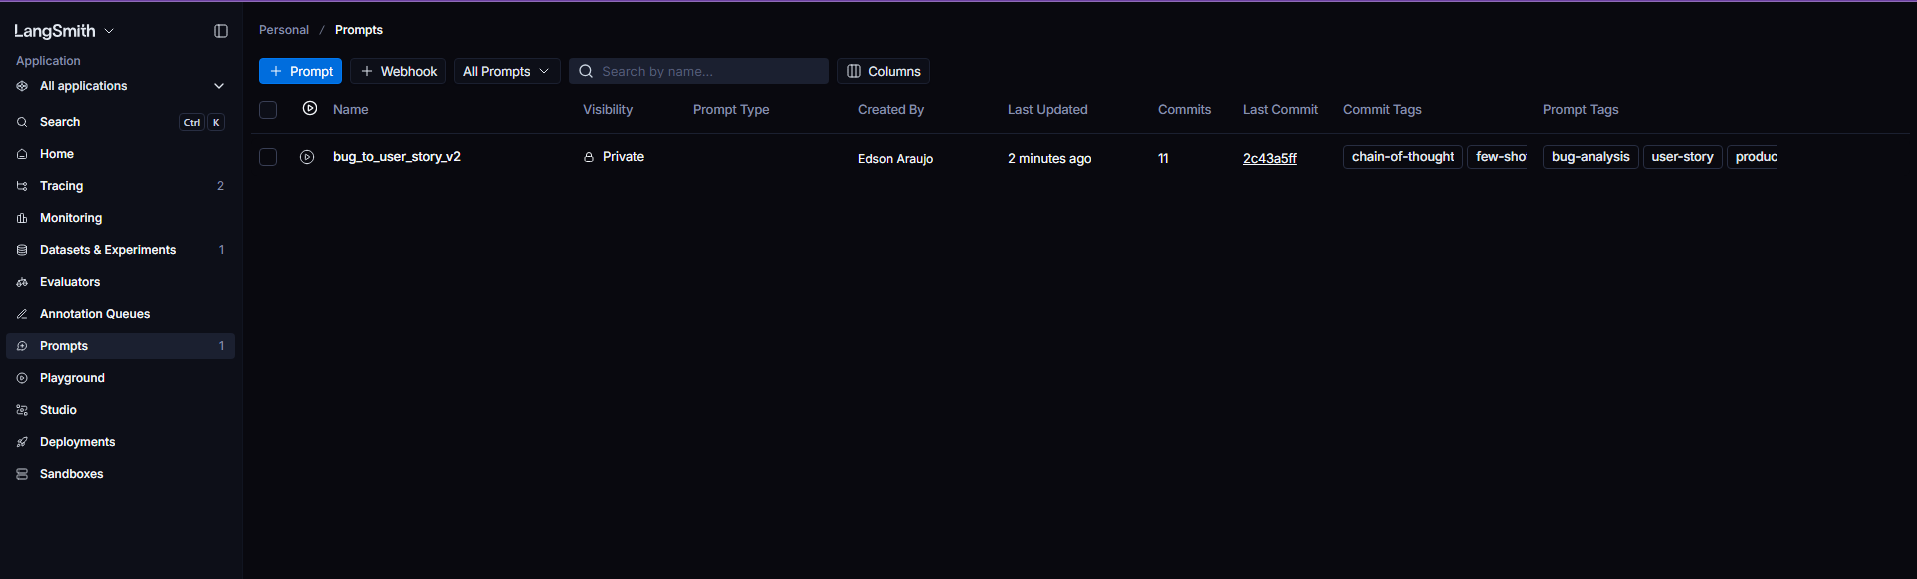 LangSmith
Application
All applications
Search Ctrl K
Home
Tracing 2
Monitoring
Datasets & Experiments 1
Evaluators
Annotation Queues
Prompts 1
Playground
Studio
Deployments
Sandboxes
Personal / Prompts
+ Prompt + Webhook All Prompts Search by name... Columns
Name Visibility Prompt Type Created By Last Updated Commits Last Commit Commit Tags Prompt Tags
bug_to_user_story_v2 Private Edson Araujo 2 minutes ago 11 2c43a5ff chain-of-thought few-sho bug-analysis user-story produc